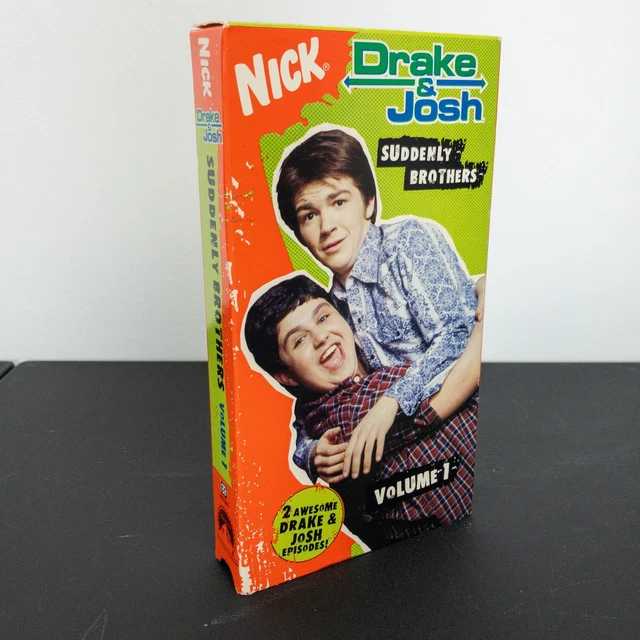 NICK
Drake
&
Josh
SUDDENLY BROTHERS
VOLUME 1
NICK
Drake
&
Josh
SUDDENLY
BROTHERS
VOLUME 1
2 AWESOME
DRAKE &
JOSH
EPISODES!